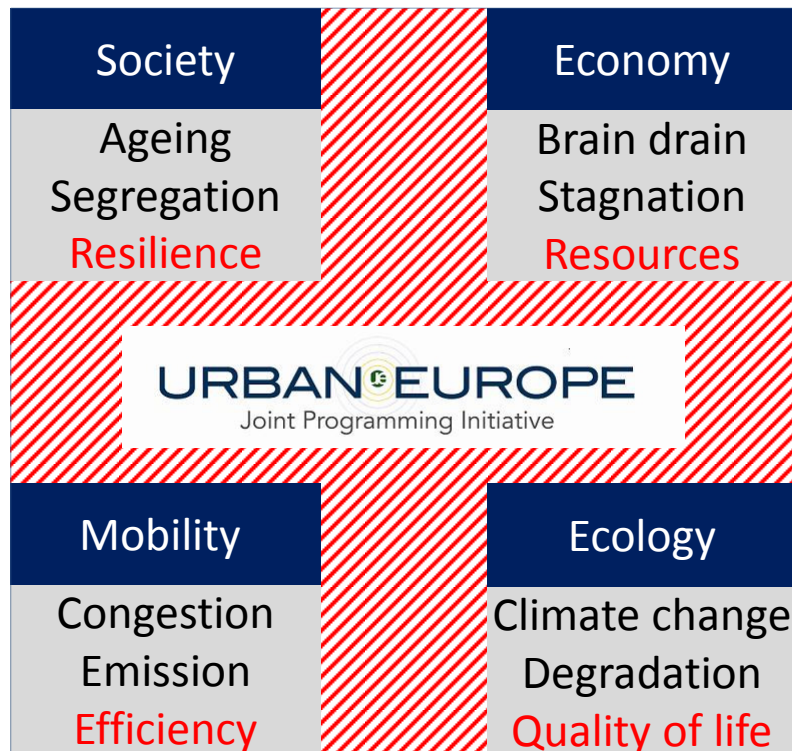 Society
Ageing
Segregation
Resilience
Economy
Brain drain
Stagnation
Resources
URBAN EUROPE
Joint Programming Initiative
Mobility
Congestion
Emission
Efficiency
Ecology
Climate change
Degradation
Quality of life